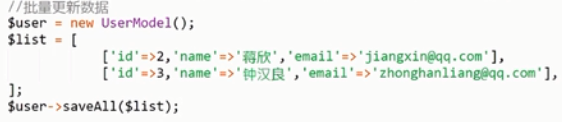 //批量更新数据
$user = new UserModel();
$list = [
['id'=>2,'name'=>'蒋欣','email'=>'jiangxin@qq.com'],
['id'=>3,'name'=>'钟汉良','email'=>'zhonghanliang@qq.com'],
];
$user->saveAll($list);